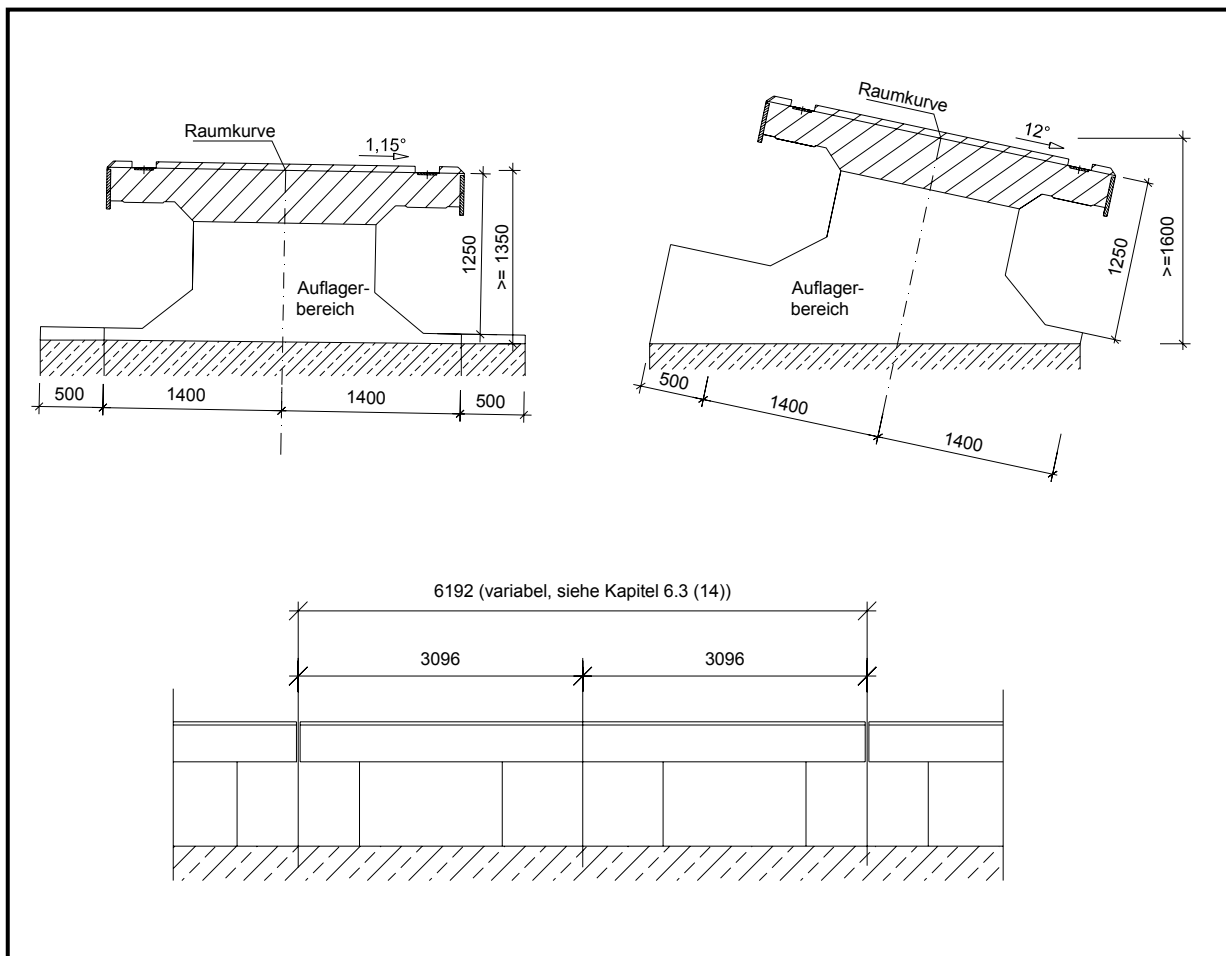 Raumkurve
1,15°
1250
>= 1350
Auflager-
bereich
500
1400
1400
500
Raumkurve
12°
1250
>=1600
Auflager-
bereich
500
1400
1400
6192 (variabel, siehe Kapitel 6.3 (14))
3096
3096